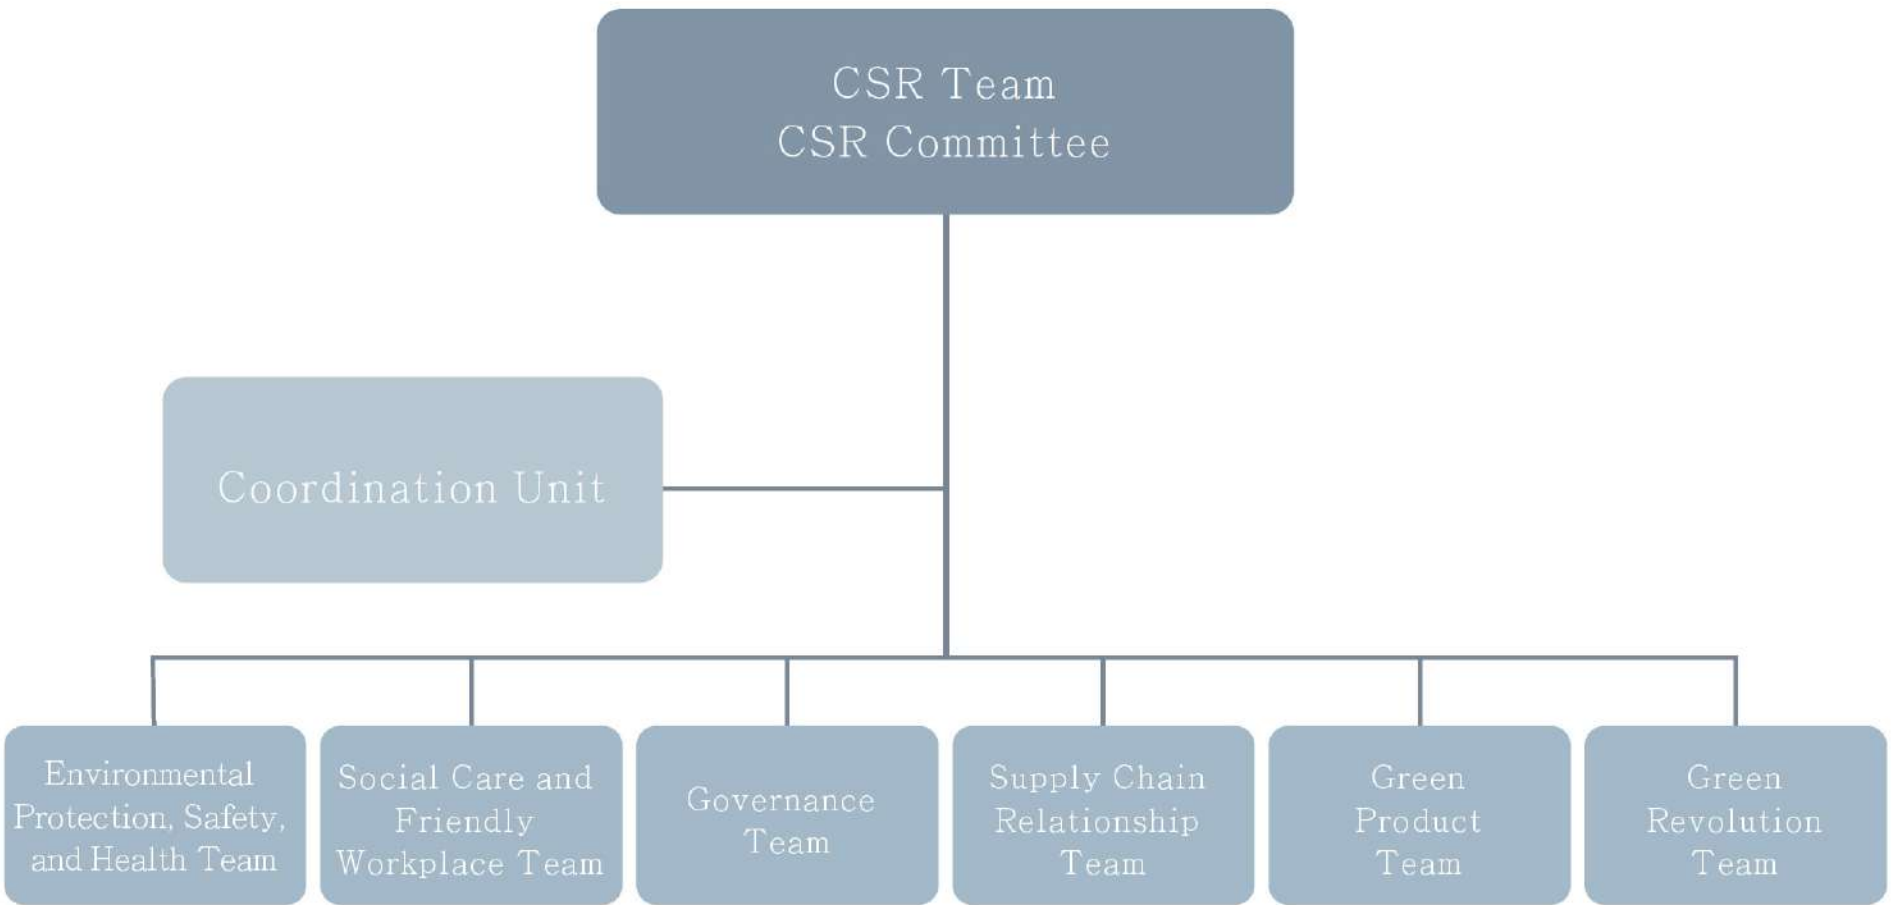 CSR Team
CSR Committee
Coordination Unit
Environmental
Protection, Safety,
and Health Team
Social Care and
Friendly
Workplace Team
Governance
Team
Supply Chain
Relationship
Team
Green
Product
Team
Green
Revolution
Team